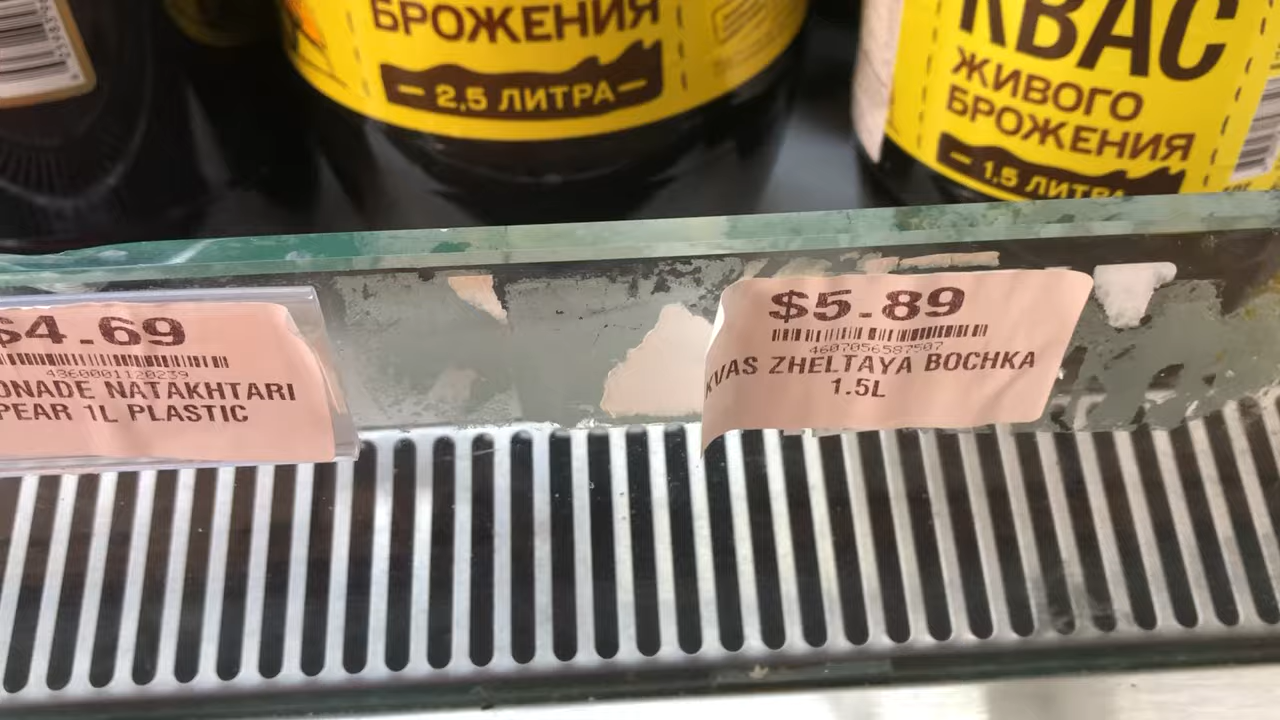 БРОЖЕНИЯ
2,5 ЛИТРА
КВАС
ЖИВОГО
БРОЖЕНИЯ
1,5 ЛИТРА
$4.69
4360001120239
ONADE NATAKHTARI
PEAR 1L PLASTIC
$5.89
4607056587507
KVAS ZHELTAYA BOCHKA
1.5L